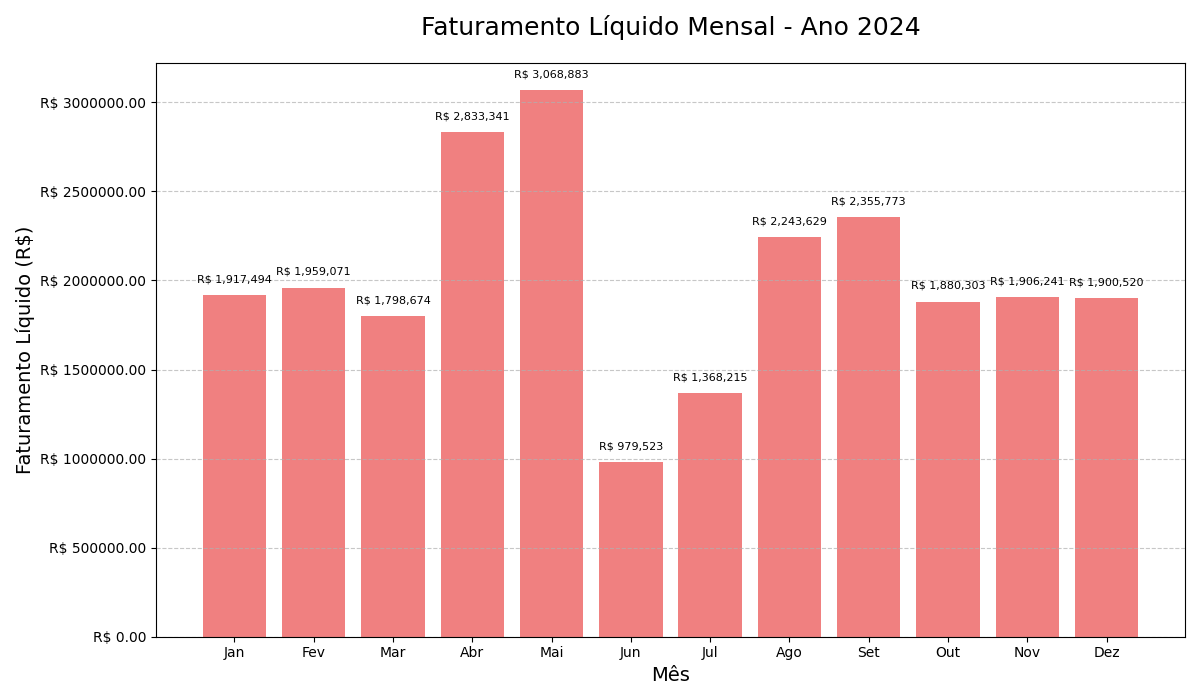 Faturamento Líquido Mensal - Ano 2024
Faturamento Líquido (R$)
R$ 3000000.00
R$ 2500000.00
R$ 2000000.00
R$ 1500000.00
R$ 1000000.00
R$ 500000.00
R$ 0.00
R$ 1,917,494
R$ 1,959,071
R$ 1,798,674
R$ 2,833,341
R$ 3,068,883
R$ 979,523
R$ 1,368,215
R$ 2,243,629
R$ 2,355,773
R$ 1,880,303
R$ 1,906,241
R$ 1,900,520
Jan Fev Mar Abr Mai Jun Jul Ago Set Out Nov Dez
Mês